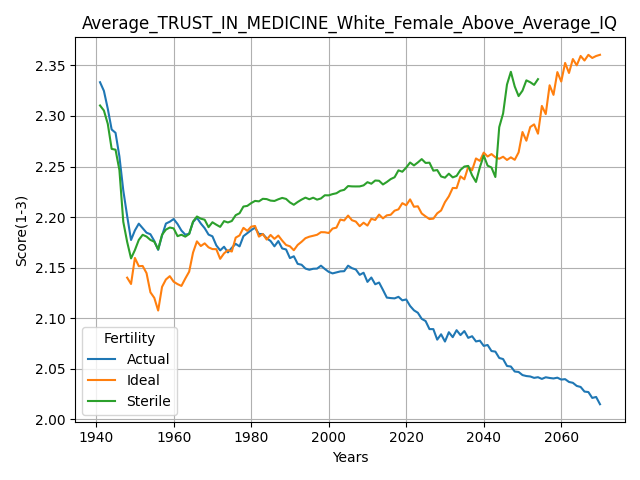 Average_TRUST_IN_MEDICINE_White_Female_Above_Average_IQ
2.35
2.30
2.25
2.20
2.15
2.10
2.05
2.00
Score(1-3)
Fertility
Actual
Ideal
Sterile
1940 1960 1980 2000 2020 2040 2060
Years